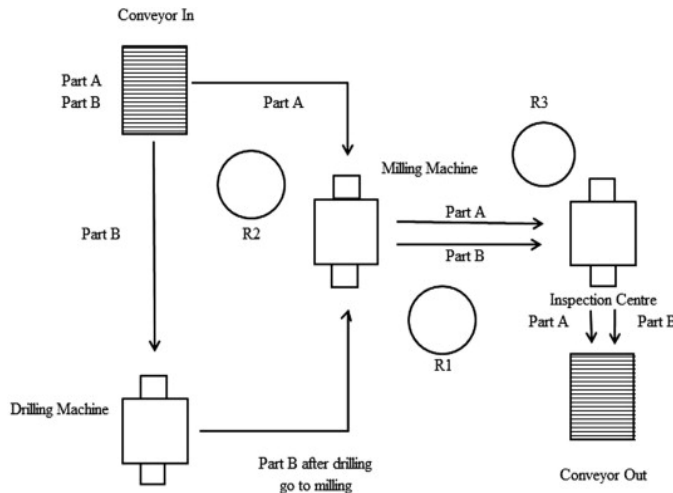 Conveyor In
Part A
Part B
Part A
R3
Milling Machine
R2
Part A
Part B
Part B
Inspection Centre
Part A
Part B
R1
Drilling Machine
Part B after drilling
go to milling
Conveyor Out